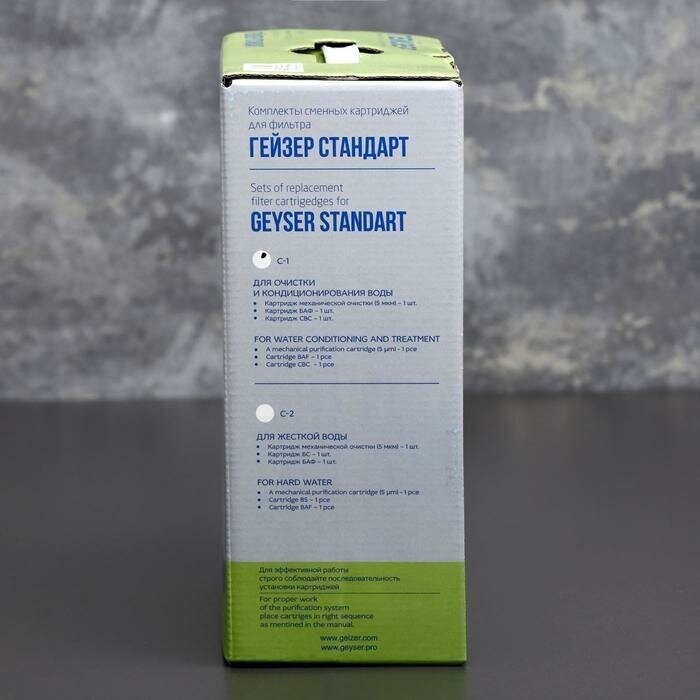 Комплекты сменных картриджей
для фильтра
ГЕЙЗЕР СТАНДАРТ
Sets of replacement
filter cartrigedges for
GEYSER STANDART
С-1
ДЛЯ ОЧИСТКИ
И КОНДИЦИОНИРОВАНИЯ ВОДЫ
• Картридж механической очистки (5 мкм) – 1 шт.
• Картридж БАФ – 1 шт.
• Картридж СВС – 1 шт.
FOR WATER CONDITIONING AND TREATMENT
• A mechanical purification cartridge (5 µm) - 1 pce
• Cartridge BAF – 1 pce
• Cartridge CBC – 1 pce
С-2
ДЛЯ ЖЕСТКОЙ ВОДЫ
• Картридж механической очистки (5 мкм) – 1 шт.
• Картридж БС – 1 шт.
• Картридж БАФ – 1 шт.
FOR HARD WATER
• A mechanical purification cartridge (5 µm) - 1 pce
• Cartridge BS – 1 pce
• Cartridge BAF – 1 pce
Для эффективной работы
строго соблюдайте последовательность
установки картриджей
For proper work
of the purification system
place cartriges in right sequence
as mentined in the manual.
www.geizer.com
www.geyser.pro